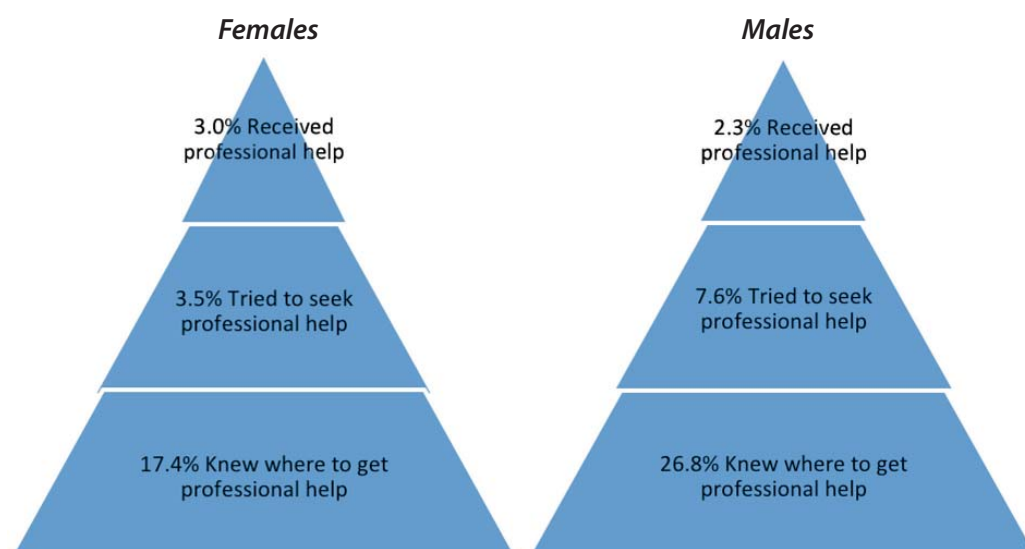 Females
3.0% Received
professional help
3.5% Tried to seek
professional help
17.4% Knew where to get
professional help
Males
2.3% Received
professional help
7.6% Tried to seek
professional help
26.8% Knew where to get
professional help